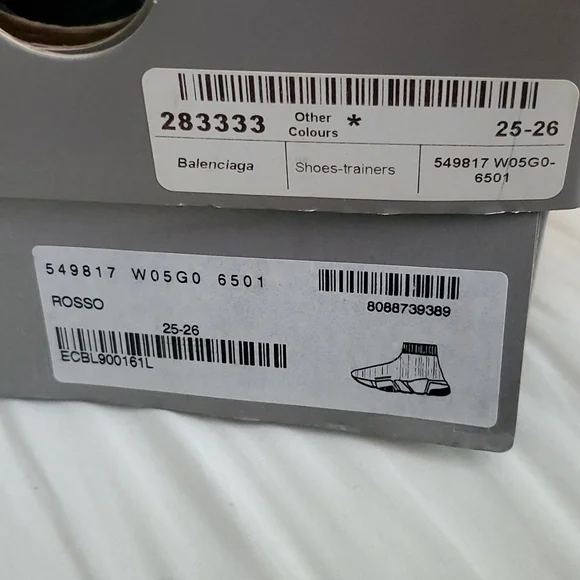 283333 Other Colours * 25-26
Balenciaga Shoes-trainers 549817 W05G0-
6501
549817 W05G0 6501
8088739389
ROSSO
25-26
ECBL900161L